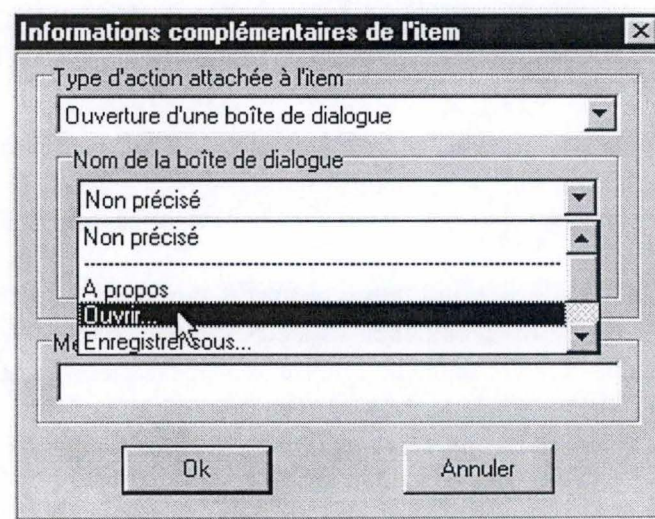 Informations complémentaires de l'item
Type d'action attachée à l'item
Ouverture d'une boîte de dialogue
Nom de la boîte de dialogue
Non précisé
Non précisé
A propos
Ouvrir...
Enregistrer sous...
Ok
Annuler